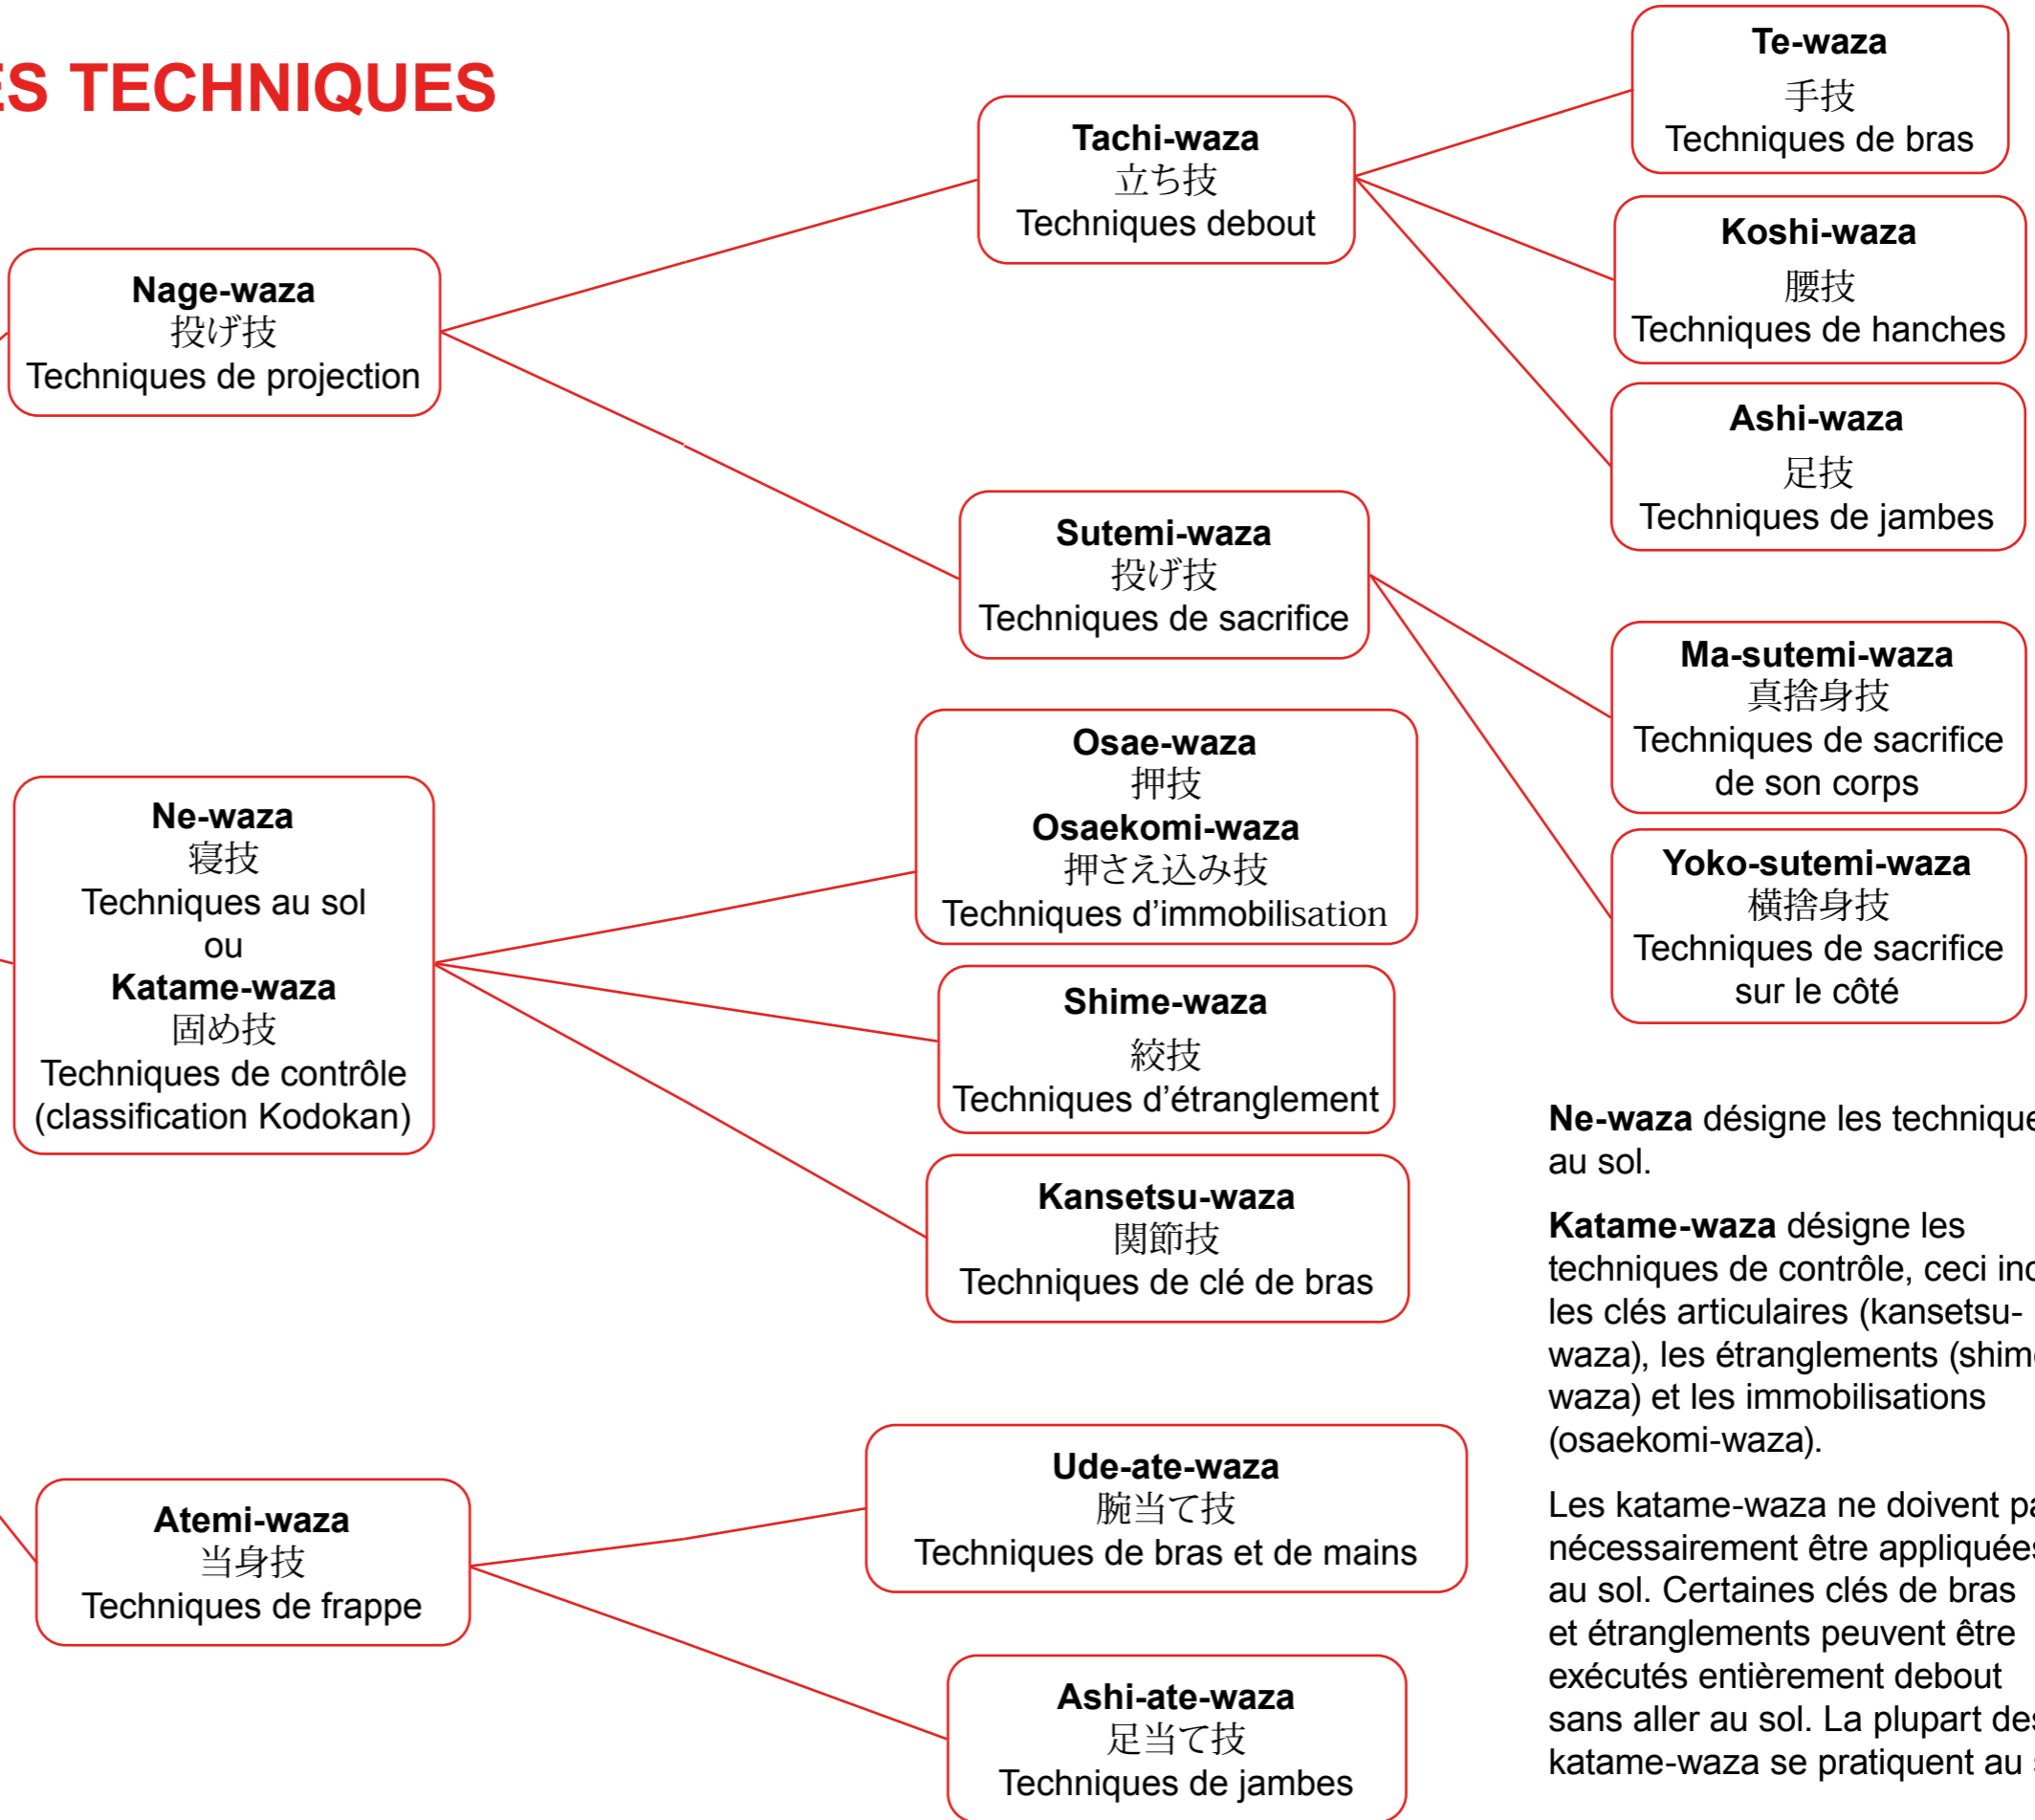 ES TECHNIQUES
Nage-waza
投げ技
Techniques de projection
Tachi-waza
立ち技
Techniques debout
Te-waza
手技
Techniques de bras
Koshi-waza
腰技
Techniques de hanches
Ashi-waza
足技
Techniques de jambes
Sutemi-waza
投げ技
Techniques de sacrifice
Ma-sutemi-waza
真捨身技
Techniques de sacrifice
de son corps
Yoko-sutemi-waza
横捨身技
Techniques de sacrifice
sur le côté
Ne-waza
寝技
Techniques au sol
ou
Katame-waza
固め技
Techniques de contrôle
(classification Kodokan)
Osae-waza
押技
Osaekomi-waza
押さえ込み技
Techniques d’immobilisation
Shime-waza
絞技
Techniques d’étranglement
Kansetsu-waza
関節技
Techniques de clé de bras
Atemi-waza
当身技
Techniques de frappe
Ude-ate-waza
腕当て技
Techniques de bras et de mains
Ashi-ate-waza
足当て技
Techniques de jambes
Ne-waza désigne les technique
au sol.
Katame-waza désigne les
techniques de contrôle, ceci inc
les clés articulaires (kansetsu-
waza), les étranglements (shim
waza) et les immobilisations
(osaekomi-waza).
Les katame-waza ne doivent pa
nécessairement être appliquées
au sol. Certaines clés de bras
et étranglements peuvent être
exécutés entièrement debout
sans aller au sol. La plupart des
katame-waza se pratiquent au s